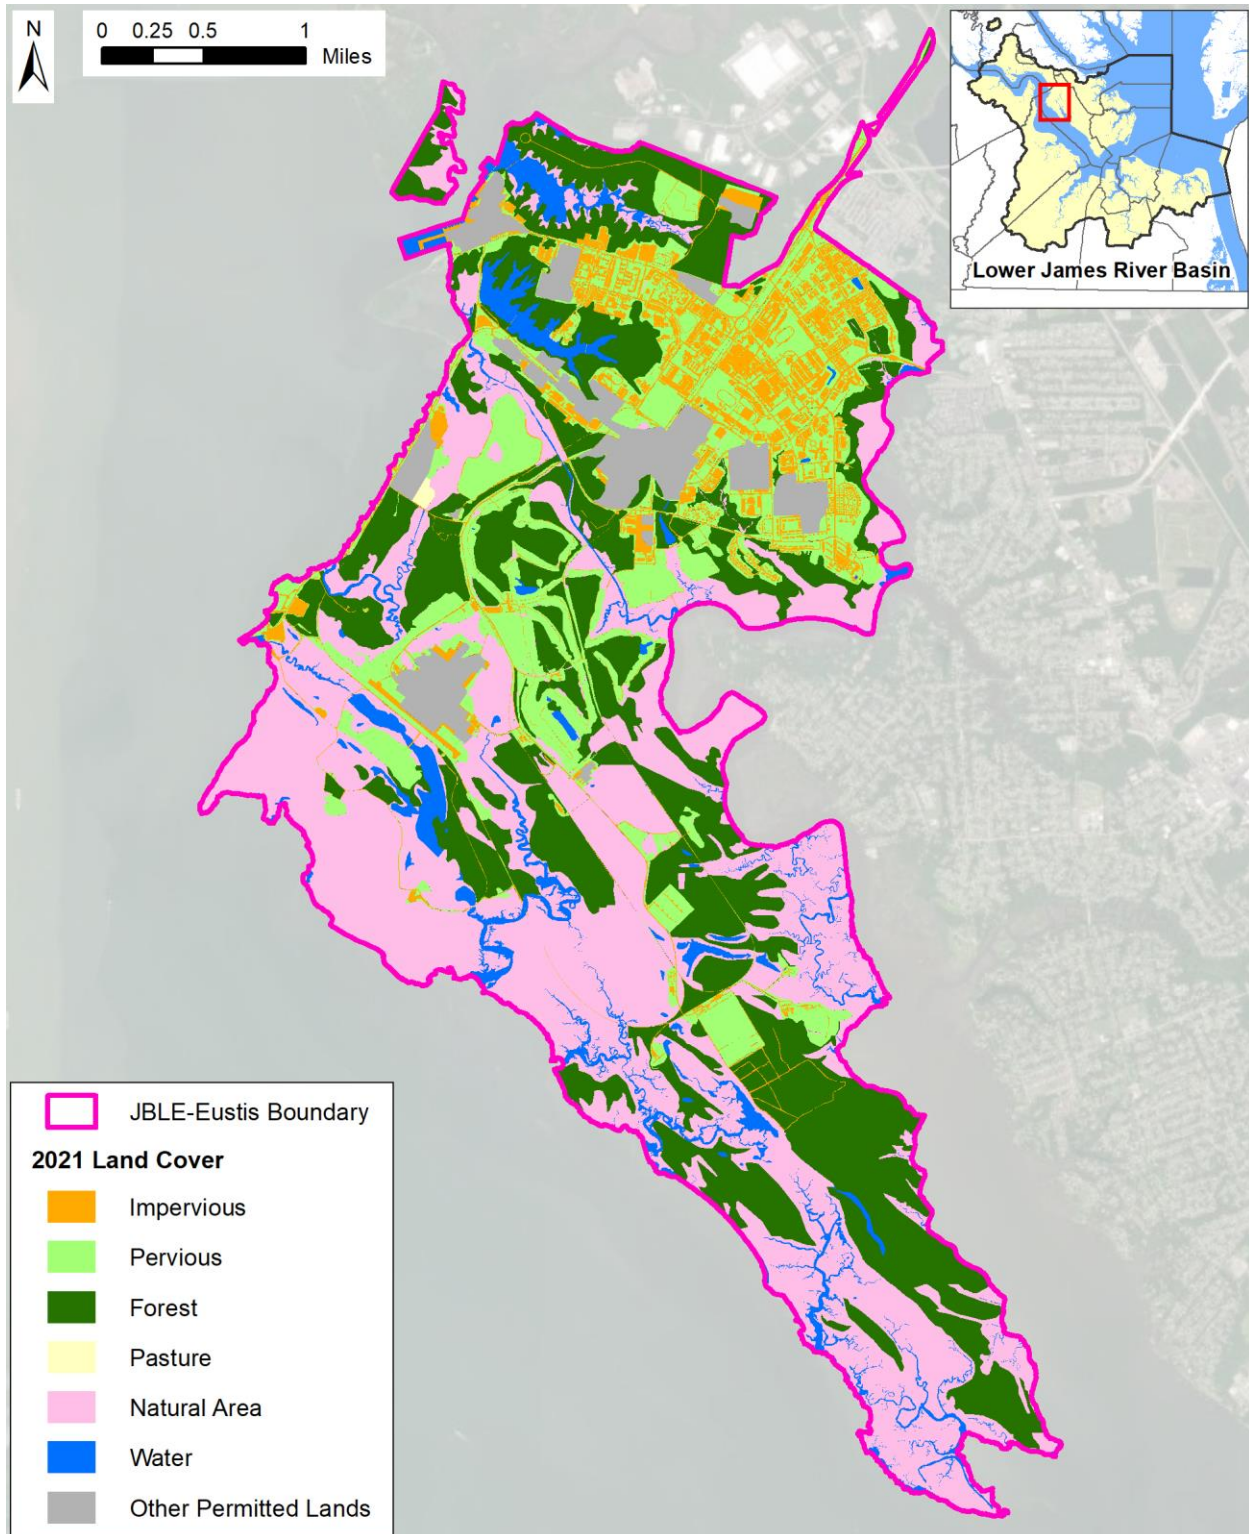 N
0 0.25 0.5 1
Miles
Lower James River Basin
JBLE-Eustis Boundary
2021 Land Cover
Impervious
Pervious
Forest
Pasture
Natural Area
Water
Other Permitted Lands